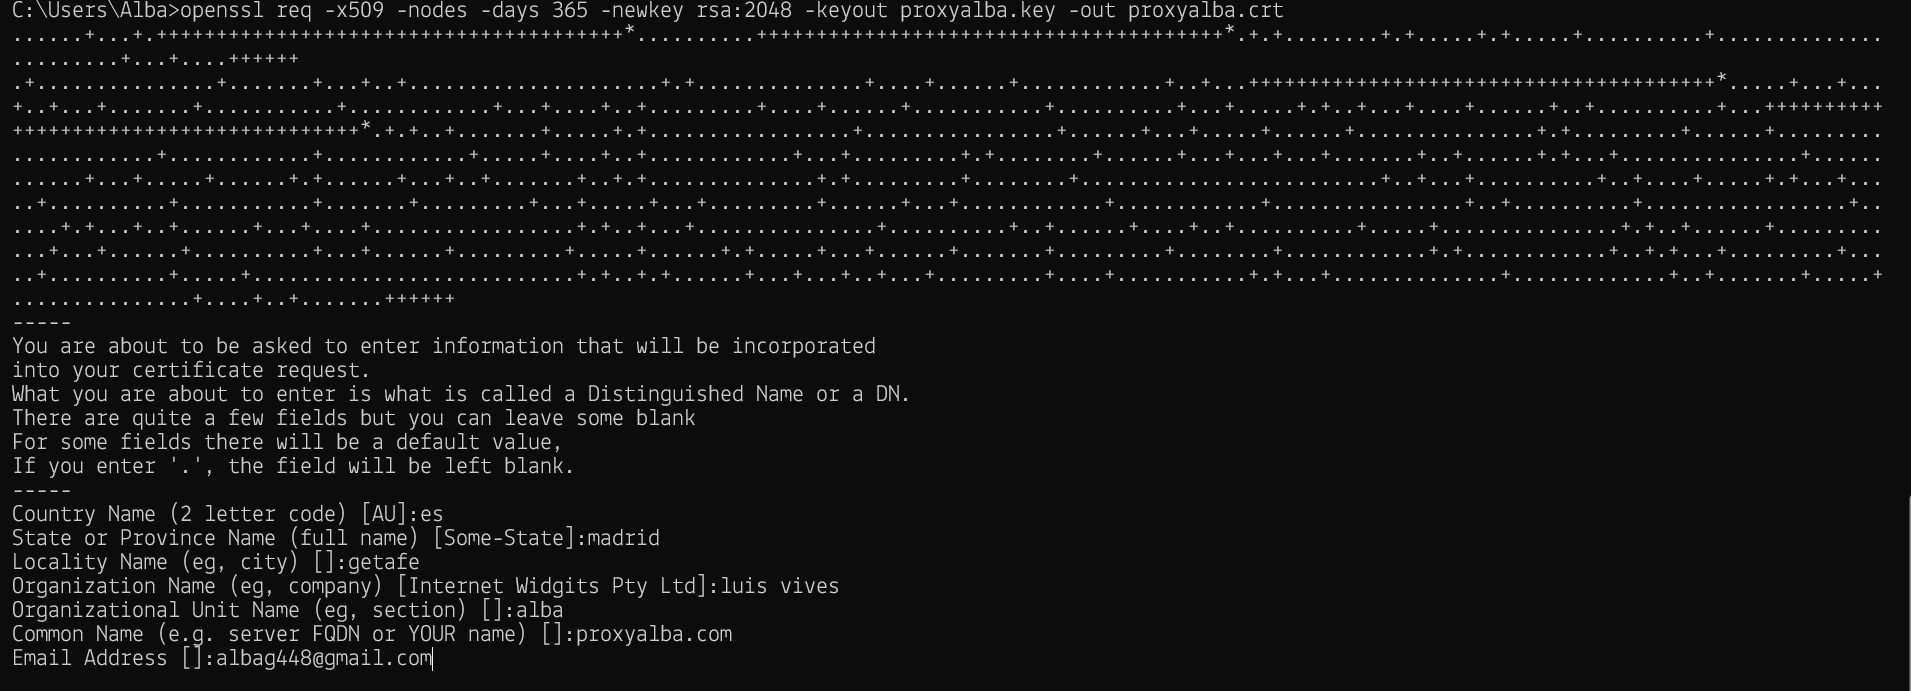 C:\Users\Alba>openssl req -x509 -nodes -days 365 -newkey rsa:2048 -keyout proxyalba.key -out proxyalba.crt
-----
You are about to be asked to enter information that will be incorporated
into your certificate request.
What you are about to enter is what is called a Distinguished Name or a DN.
There are quite a few fields but you can leave some blank
For some fields there will be a default value,
If you enter '.', the field will be left blank.
-----
Country Name (2 letter code) [AU]:es
State or Province Name (full name) [Some-State]:madrid
Locality Name (eg, city) []:getafe
Organization Name (eg, company) [Internet Widgits Pty Ltd]:luis vives
Organizational Unit Name (eg, section) []:alba
Common Name (e.g. server FQDN or YOUR name) []:proxyalba.com
Email Address []:albag448@gmail.com